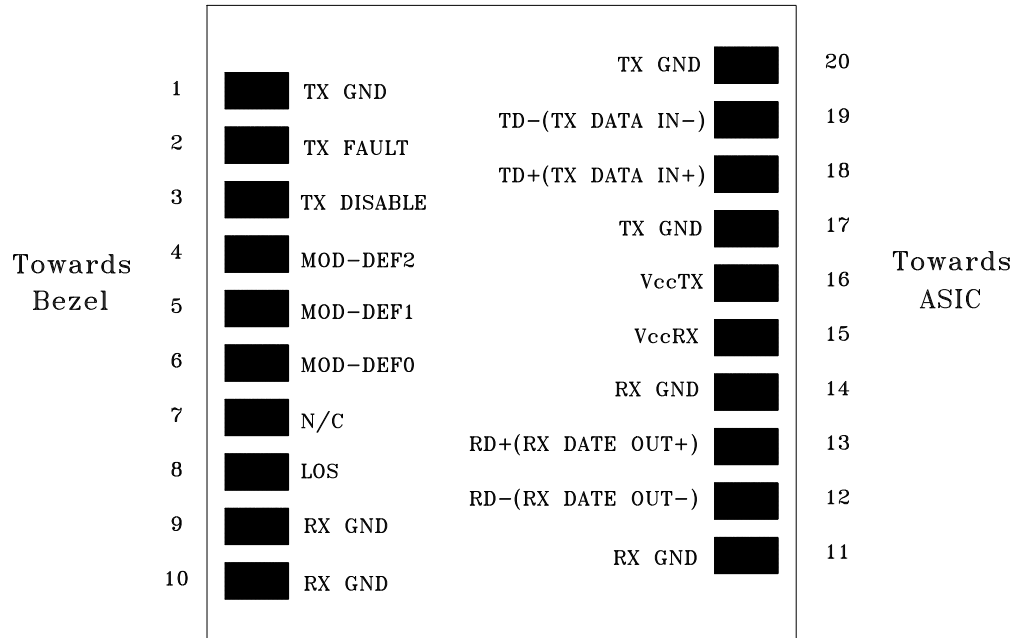 Towards
Bezel
1 TX GND
2 TX FAULT
3 TX DISABLE
4 MOD-DEF2
5 MOD-DEF1
6 MOD-DEF0
7 N/C
8 LOS
9 RX GND
10 RX GND
TX GND 20
TD-(TX DATA IN-) 19
TD+(TX DATA IN+) 18
TX GND 17
VccTX 16
VccRX 15
RX GND 14
RD+(RX DATE OUT+) 13
RD-(RX DATE OUT-) 12
RX GND 11
Towards
ASIC